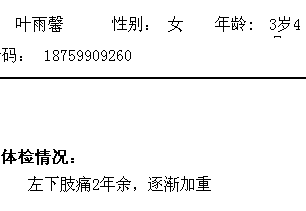 叶雨馨 性别： 女 年龄: 3岁4
码： 18759909260
体检情况：
左下肢痛2年余，逐渐加重